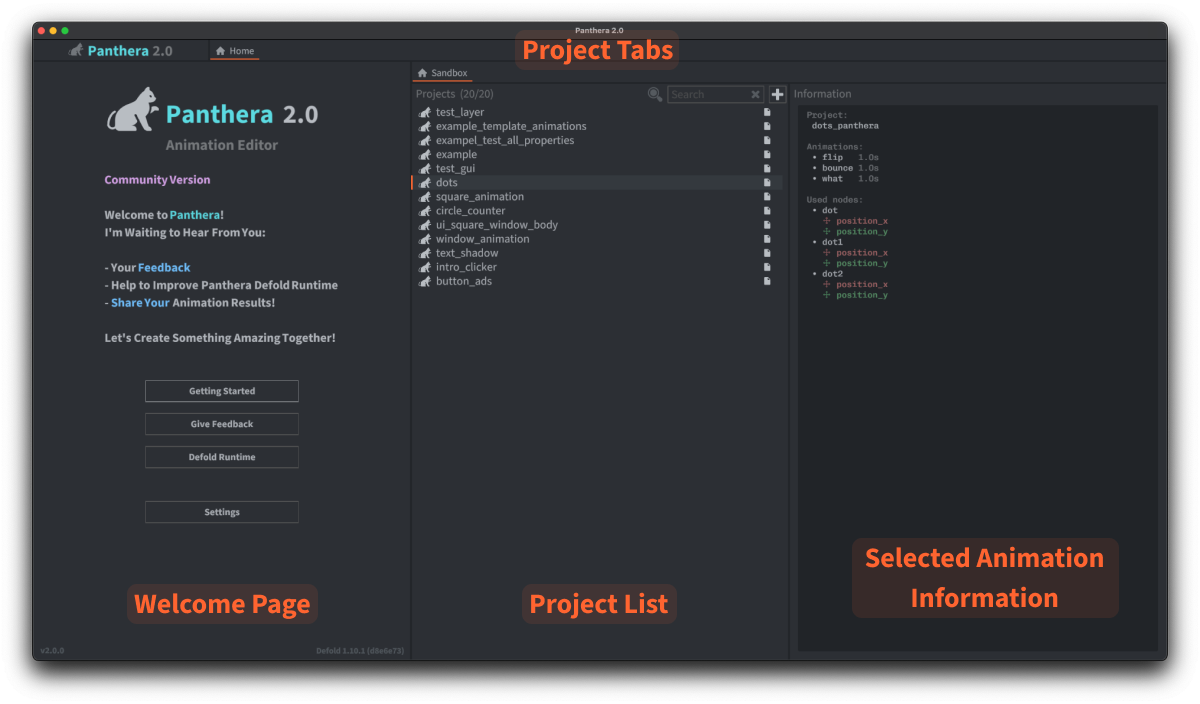 Panthera 2.0
Panthera 2.0
Home
Project Tabs
Panthera 2.0
Animation Editor
Community Version
Welcome to Panthera!
I'm Waiting to Hear From You:
- Your Feedback
- Help to Improve Panthera Defold Runtime
- Share Your Animation Results!
Let's Create Something Amazing Together!
Getting Started
Give Feedback
Defold Runtime
Settings
Welcome Page
v2.0.0
Defold 1.10.1 (d8e6e73)
Sandbox
Projects (20/20)
Search
test_layer
example_template_animations
exampel_test_all_properties
example
test_gui
dots
square_animation
circle_counter
ui_square_window_body
window_animation
text_shadow
intro_clicker
button_ads
Project List
Information
Project:
dots_panthera
Animations:
• flip 1.0s
• bounce 1.0s
• what 1.0s
Used nodes:
• dot
position_x
position_y
• dot1
position_x
position_y
• dot2
position_x
position_y
Selected Animation
Information